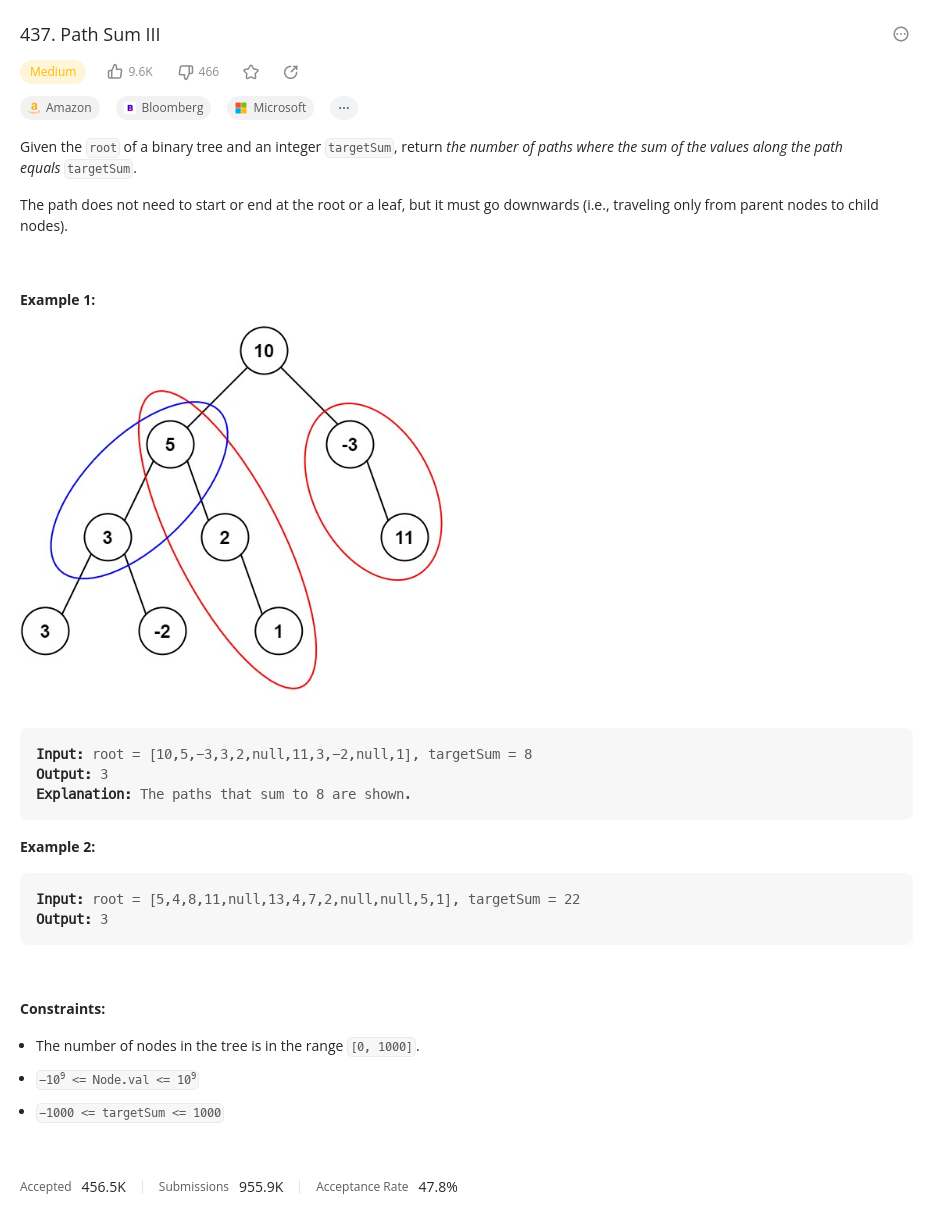 437. Path Sum III
Medium 9.6K 466
Amazon Bloomberg Microsoft ...
Given the root of a binary tree and an integer targetSum, return the number of paths where the sum of the values along the path
equals targetSum.
The path does not need to start or end at the root or a leaf, but it must go downwards (i.e., traveling only from parent nodes to child
nodes).
Example 1:
10
5 -3
3 2 11
3 -2 1
Input: root = [10,5,−3,3,2,null,11,3,−2,null,1], targetSum = 8
Output: 3
Explanation: The paths that sum to 8 are shown.
Example 2:
Input: root = [5,4,8,11,null,13,4,7,2,null,null,5,1], targetSum = 22
Output: 3
Constraints:
• The number of nodes in the tree is in the range [0, 1000].
• −10⁹ <= Node.val <= 10⁹
• −1000 <= targetSum <= 1000
Accepted 456.5K Submissions 955.9K Acceptance Rate 47.8%